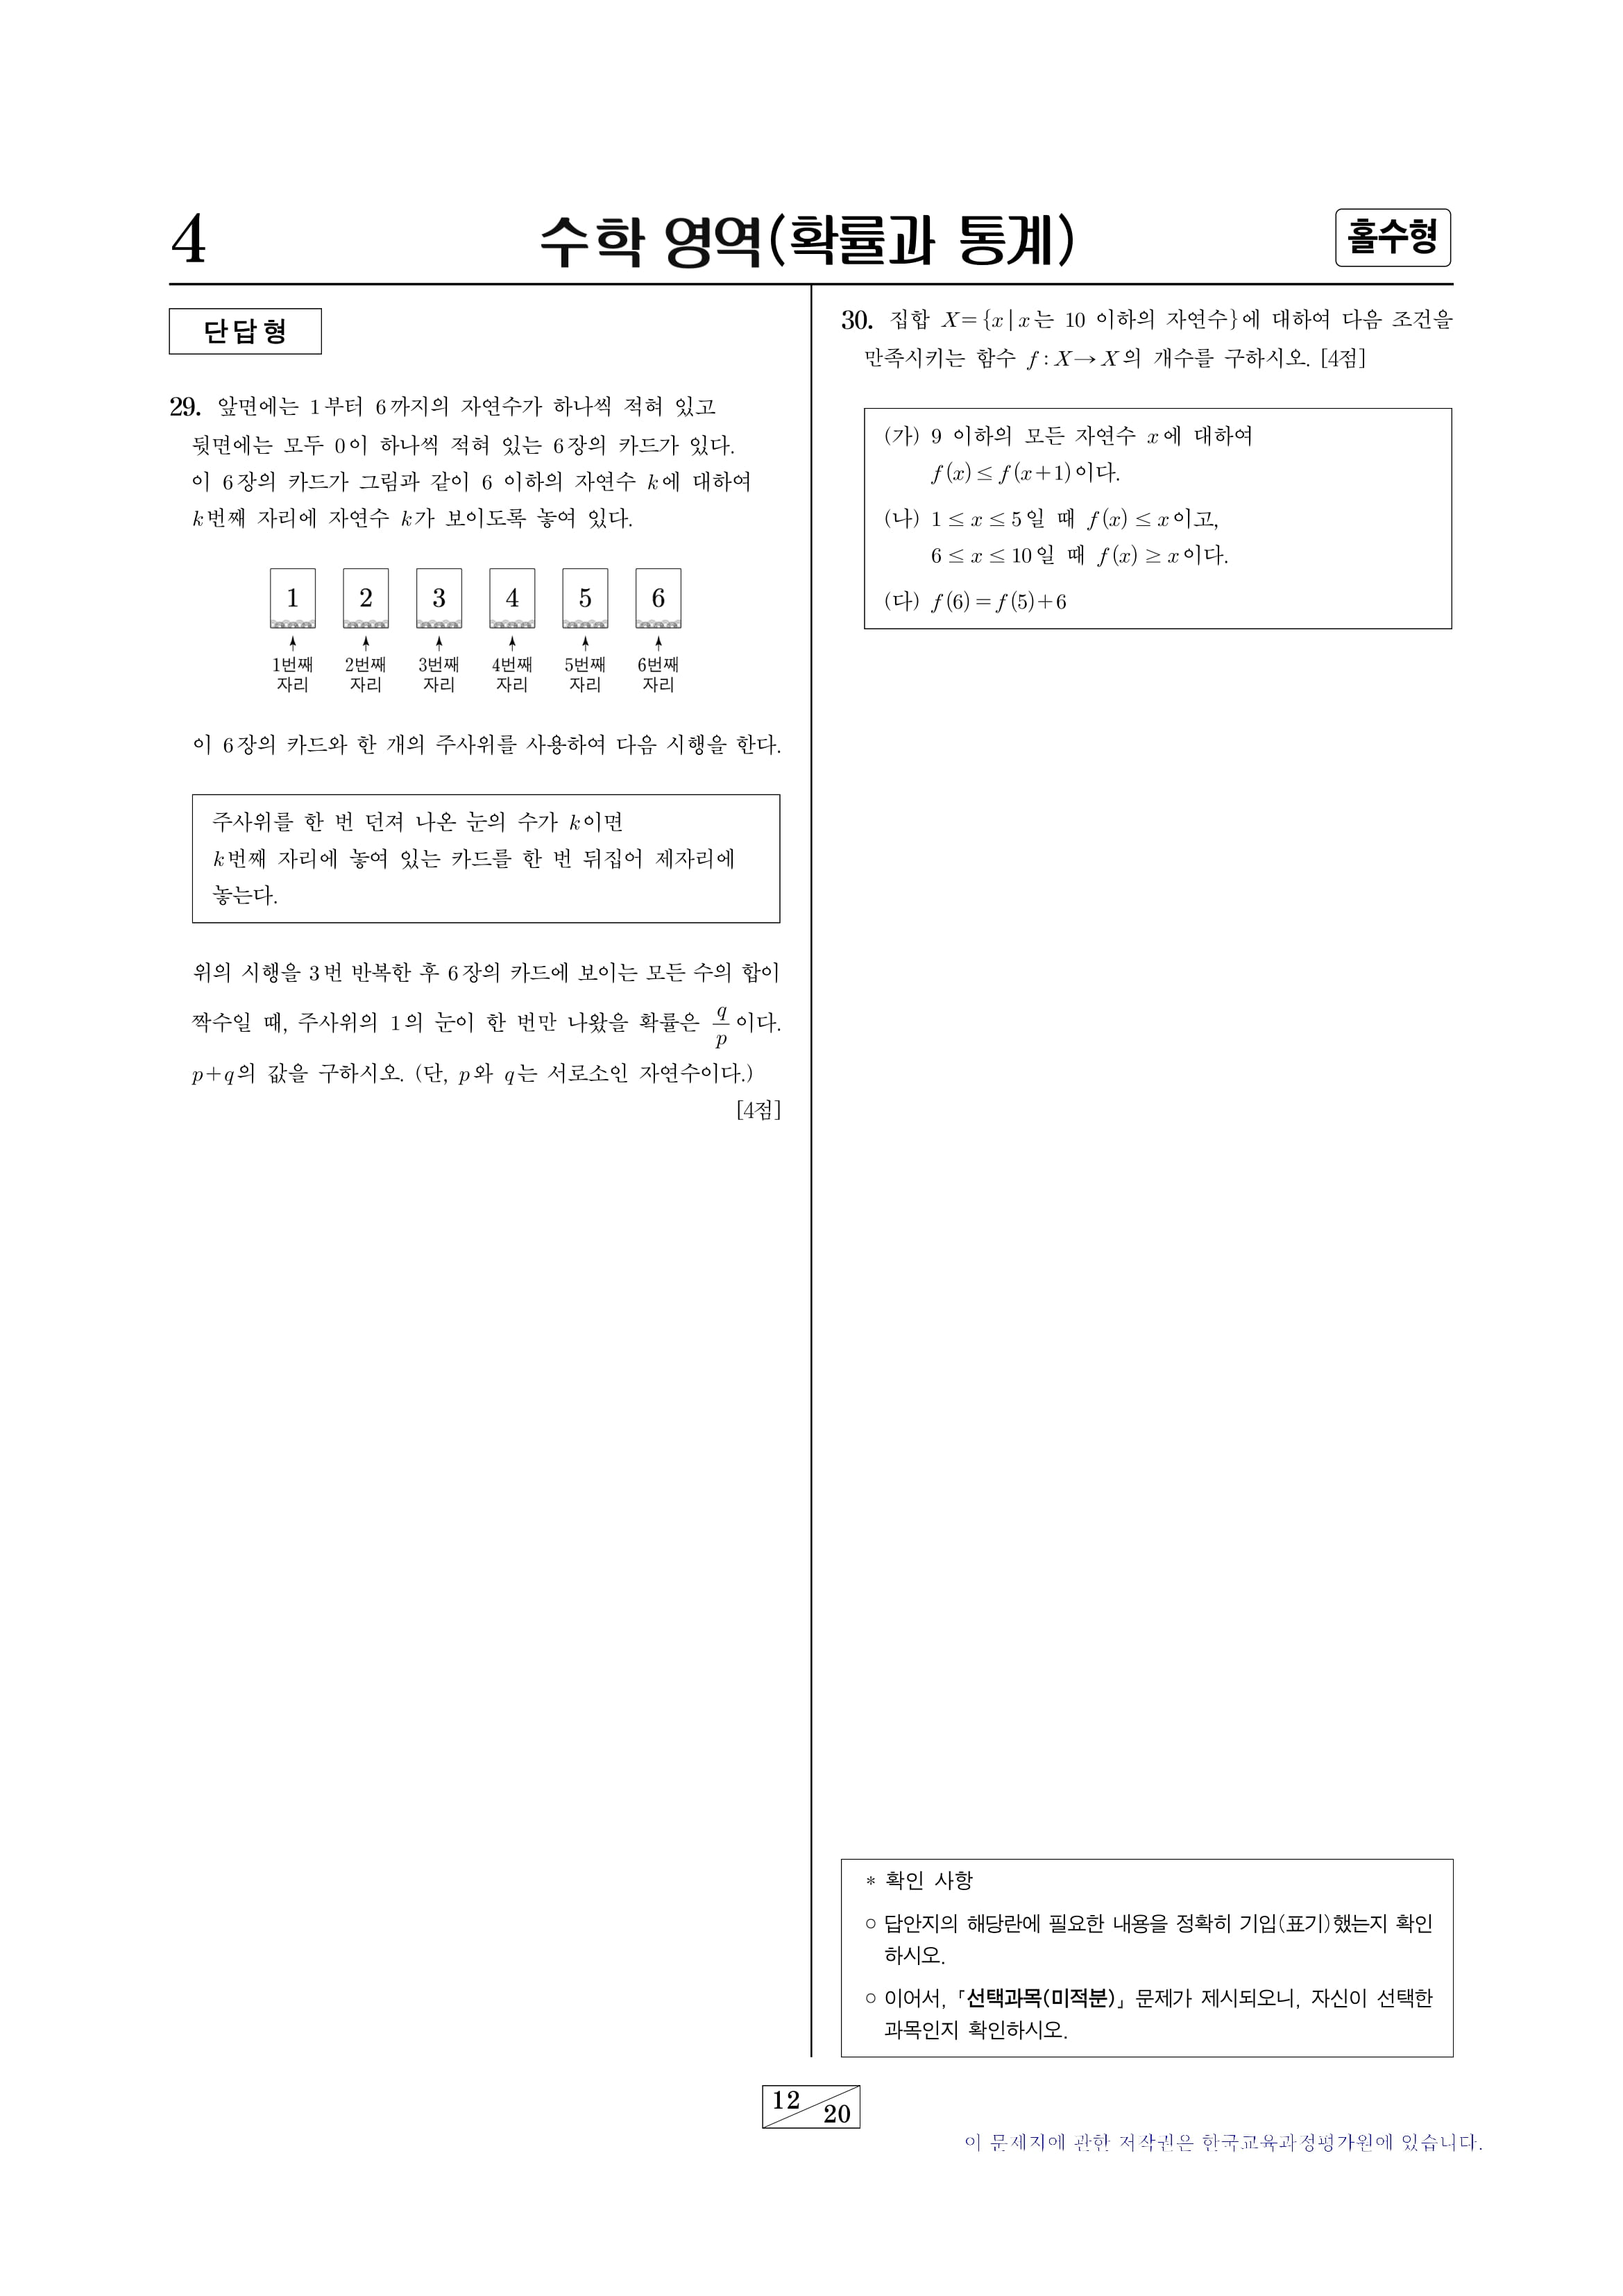 4
수학 영역(확률과 통계)
홀수형
단답형
29. 앞면에는 1부터 6까지의 자연수가 하나씩 적혀 있고
뒷면에는 모두 0이 하나씩 적혀 있는 6장의 카드가 있다.
이 6장의 카드가 그림과 같이 6 이하의 자연수 k에 대하여
k번째 자리에 자연수 k가 보이도록 놓여 있다.
1 2 3 4 5 6
1번째 2번째 3번째 4번째 5번째 6번째
자리 자리 자리 자리 자리 자리
이 6장의 카드와 한 개의 주사위를 사용하여 다음 시행을 한다.
주사위를 한 번 던져 나온 눈의 수가 k이면
k번째 자리에 놓여 있는 카드를 한 번 뒤집어 제자리에
놓는다.
위의 시행을 3번 반복한 후 6장의 카드에 보이는 모든 수의 합이
짝수일 때, 주사위의 1의 눈이 한 번만 나왔을 확률은 q/p이다.
p+q의 값을 구하시오. (단, p와 q는 서로소인 자연수이다.)
[4점]
30. 집합 X={x|x는 10 이하의 자연수}에 대하여 다음 조건을
만족시키는 함수 f : X→X의 개수를 구하시오. [4점]
(가) 9 이하의 모든 자연수 x에 대하여
f(x)≤f(x+1)이다.
(나) 1≤x≤5일 때 f(x)≤x이고,
6≤x≤10일 때 f(x)≥x이다.
(다) f(6)=f(5)+6
* 확인 사항
○ 답안지의 해당란에 필요한 내용을 정확히 기입(표기)했는지 확인
하시오.
○ 이어서, 「선택과목(미적분)」 문제가 제시되오니, 자신이 선택한
과목인지 확인하시오.
12
20
이 문제지에 관한 저작권은 한국교육과정평가원에 있습니다.